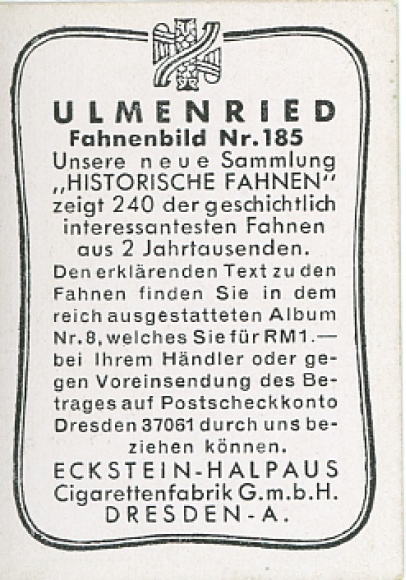 ULMENRIED
Fahnenbild Nr. 185
Unsere neue Sammlung
„HISTORISCHE FAHNEN"
zeigt 240 der geschichtlich
interessantesten Fahnen
aus 2 Jahrtausenden.
Den erklärenden Text zu den
Fahnen finden Sie in dem
reich ausgestatteten Album
Nr. 8, welches Sie für RM 1.—
bei Ihrem Händler oder ge-
gen Voreinsendung des Be-
trages auf Postscheckkonto
Dresden 37061 durch uns be-
ziehen können.
ECKSTEIN-HALPAUS
Cigarettenfabrik G.m.b.H.
DRESDEN-A.